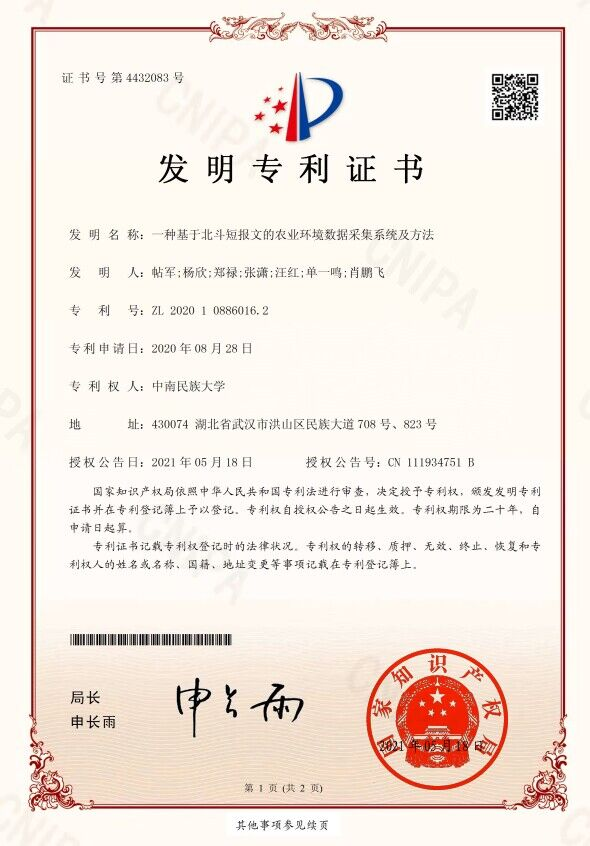 证书号第4432083号
发明专利证书
发明名称：一种基于北斗短报文的农业环境数据采集系统及方法
发明人：帖军;杨欣;郑禄;张潇;汪红;单一鸣;肖鹏飞
专利号：ZL 2020 1 0886016.2
专利申请日：2020年08月28日
专利权人：中南民族大学
地址：430074 湖北省武汉市洪山区民族大道708号、823号
授权公告日：2021年05月18日 授权公告号：CN 111934751 B
国家知识产权局依照中华人民共和国专利法进行审查，决定授予专利权，颁发发明专利
证书并在专利登记簿上予以登记。专利权自授权公告之日起生效。专利权期限为二十年，自
申请日起算。
专利证书记载专利权登记时的法律状况。专利权的转移、质押、无效、终止、恢复和专
利权人的姓名或名称、国籍、地址变更等事项记载在专利登记簿上。
局长
申长雨
申长雨
国家知识产权局
2021年05月18日
第 1 页 (共 2 页)
其他事项参见续页
CNIPA
CNIPA
CNIPA
CNIPA